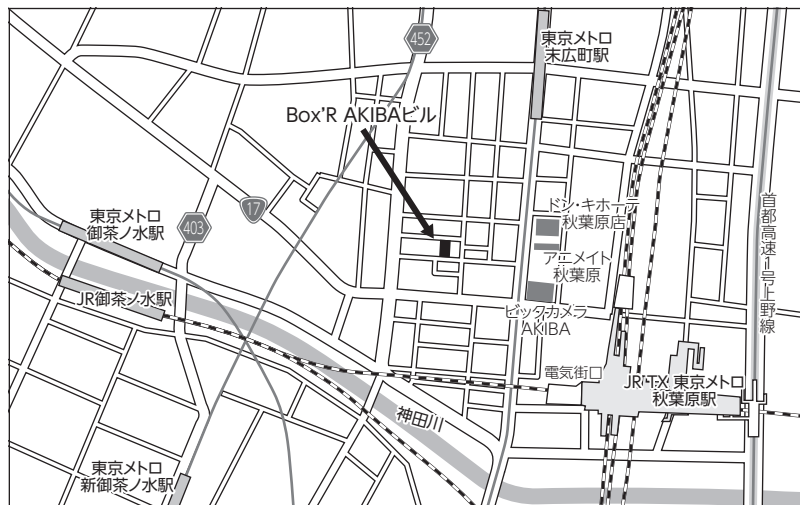 452
東京メトロ
末広町駅
Box'R AKIBAビル
ドン・キホーテ
秋葉原店
東京メトロ
御茶ノ水駅
403
17
アニメイト
秋葉原
首都高速1号上野線
JR御茶ノ水駅
ビックカメラ
AKIBA
電気街口
JR・TX 東京メトロ
秋葉原駅
神田川
東京メトロ
新御茶ノ水駅